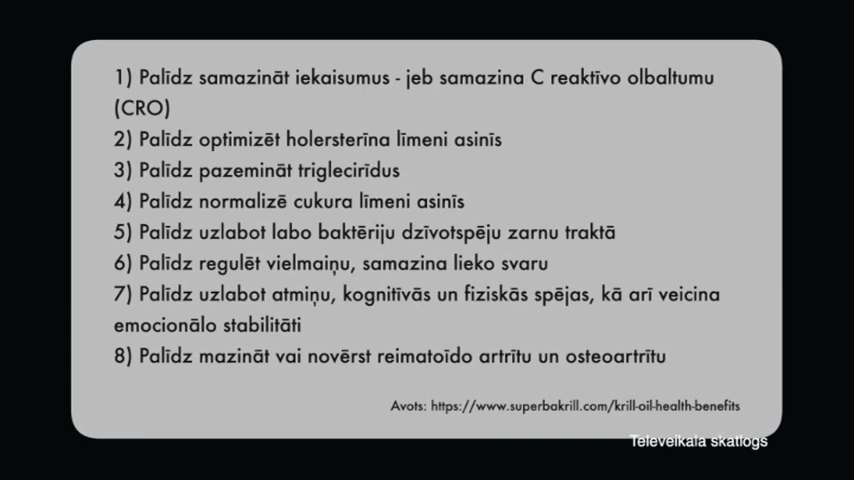 1) Palīdz samazināt iekaisumus - jeb samazina C reaktīvo olbaltumu
(CRO)
2) Palīdz optimizēt holersterīna līmeni asinīs
3) Palīdz pazemināt triglecirīdus
4) Palīdz normalizē cukura līmeni asinīs
5) Palīdz uzlabot labo baktēriju dzīvotspēju zarnu traktā
6) Palīdz regulēt vielmaiņu, samazina lieko svaru
7) Palīdz uzlabot atmiņu, kognitīvās un fiziskās spējas, kā arī veicina
emocionālo stabilitāti
8) Palīdz mazināt vai novērst reimatoīdo artrītu un osteoartrītu
Avots: https://www.superbakrill.com/krill-oil-health-benefits
Televeikala skatlogs